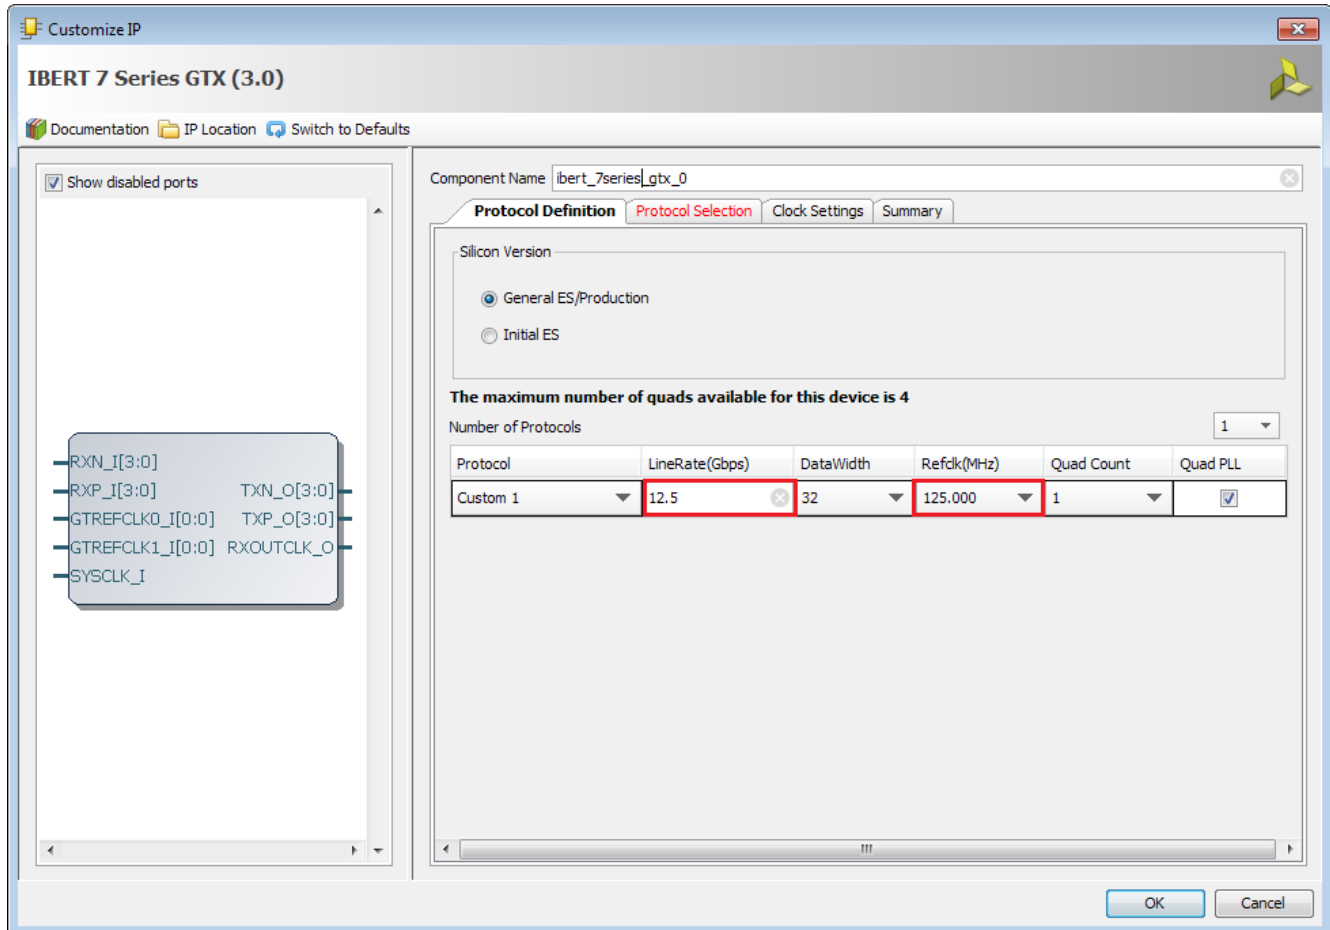 Customize IP
IBERT 7 Series GTX (3.0)
Documentation IP Location Switch to Defaults
Show disabled ports
RXN_I[3:0]
RXP_I[3:0] TXN_O[3:0]
GTREFCLK0_I[0:0] TXP_O[3:0]
GTREFCLK1_I[0:0] RXOUTCLK_O
SYSCLK_I
Component Name ibert_7series_gtx_0
Protocol Definition Protocol Selection Clock Settings Summary
Silicon Version
General ES/Production
Initial ES
The maximum number of quads available for this device is 4
Number of Protocols 1
Protocol LineRate(Gbps) DataWidth Refclk(MHz) Quad Count Quad PLL
Custom 1 12.5 32 125.000 1
OK Cancel